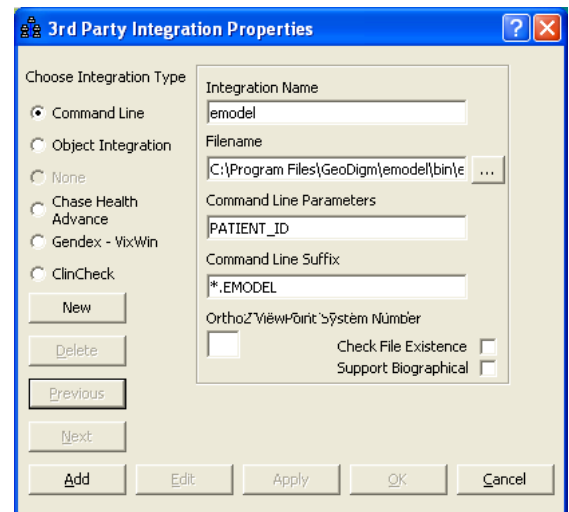 3rd Party Integration Properties
Choose Integration Type
Command Line
Object Integration
None
Chase Health
Advance
Gendex - VixWin
ClinCheck
New
Delete
Previous
Next
Integration Name
emodel
Filename
C:\Program Files\GeoDigm\emodel\bin\e
...
Command Line Parameters
PATIENT_ID
Command Line Suffix
*.EMODEL
System Number
Check File Existence
Support Biographical
Add
Edit
Apply
OK
Cancel